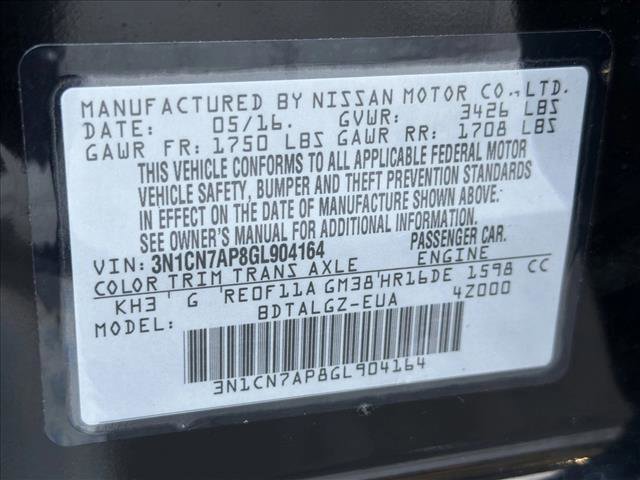 MANUFACTURED BY NISSAN MOTOR CO., LTD.
DATE: 05/16. GVWR: 3426 LBS
GAWR FR: 1750 LBS GAWR RR: 1708 LBS
THIS VEHICLE CONFORMS TO ALL APPLICABLE FEDERAL MOTOR
VEHICLE SAFETY, BUMPER AND THEFT PREVENTION STANDARDS
IN EFFECT ON THE DATE OF MANUFACTURE SHOWN ABOVE.
SEE OWNER'S MANUAL FOR ADDITIONAL INFORMATION.
VIN: 3N1CN7AP8GL904164 PASSENGER CAR
COLOR TRIM TRANS AXLE ENGINE
KH3 G RE0F11A GM38 HR16DE 1598 CC
MODEL: BDTALGZ-EUA 4Z000
3N1CN7AP8GL904164